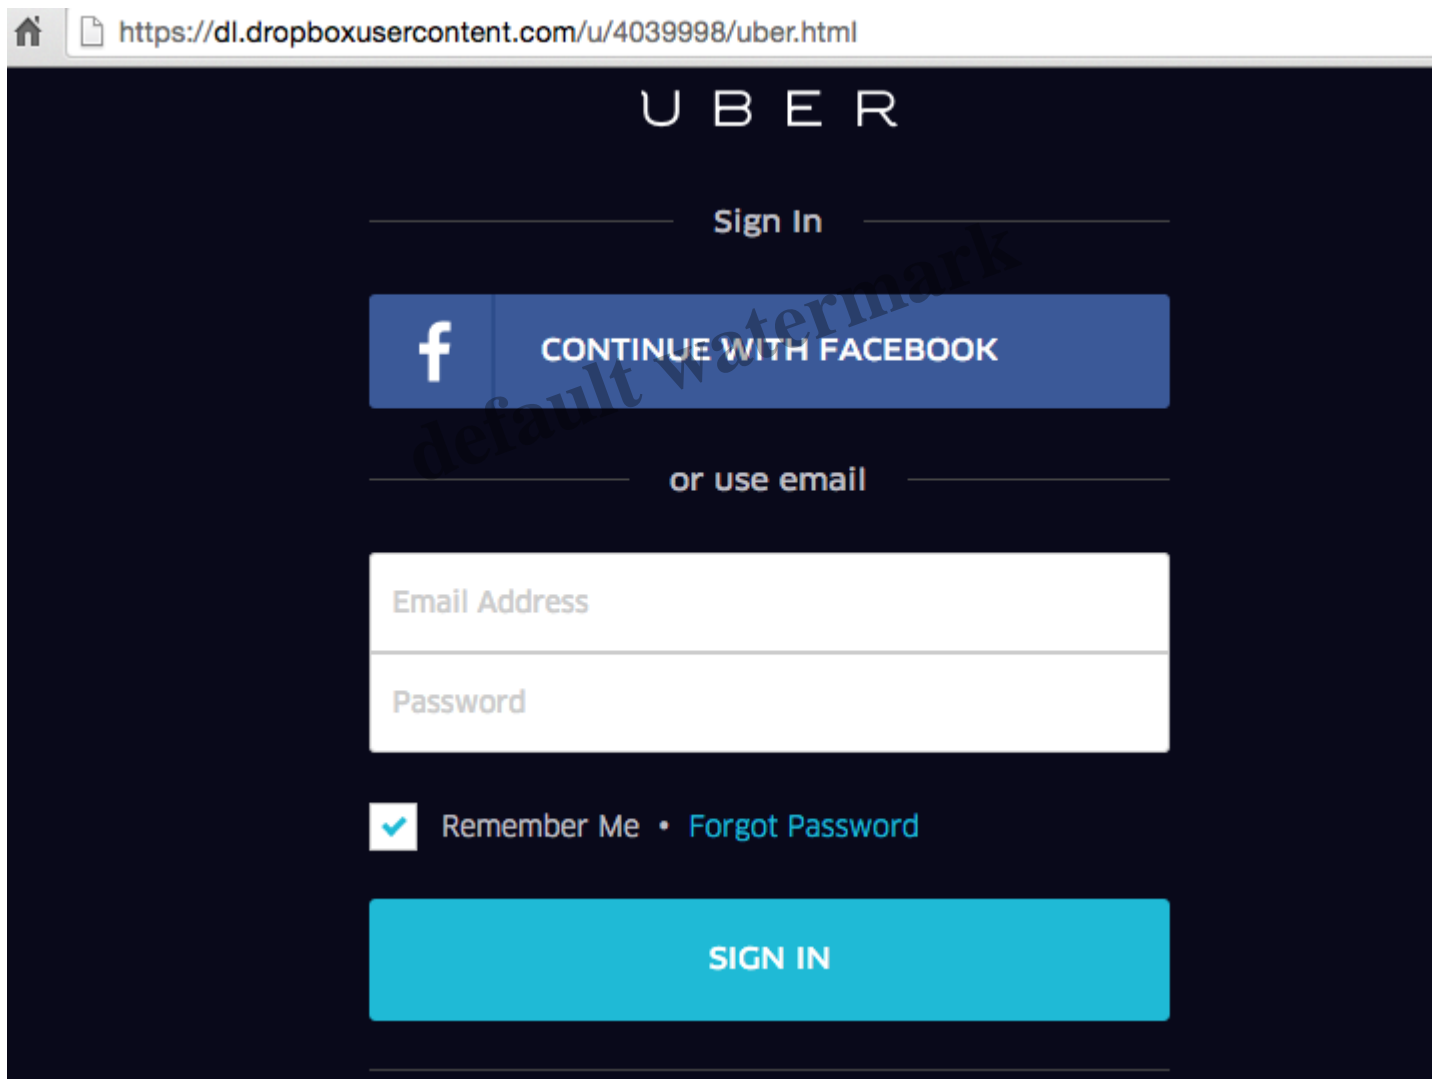 https://dl.dropboxusercontent.com/u/4039998/uber.html
UBER
Sign In
f CONTINUE WITH FACEBOOK
default watermark
or use email
Email Address
Password
Remember Me • Forgot Password
SIGN IN